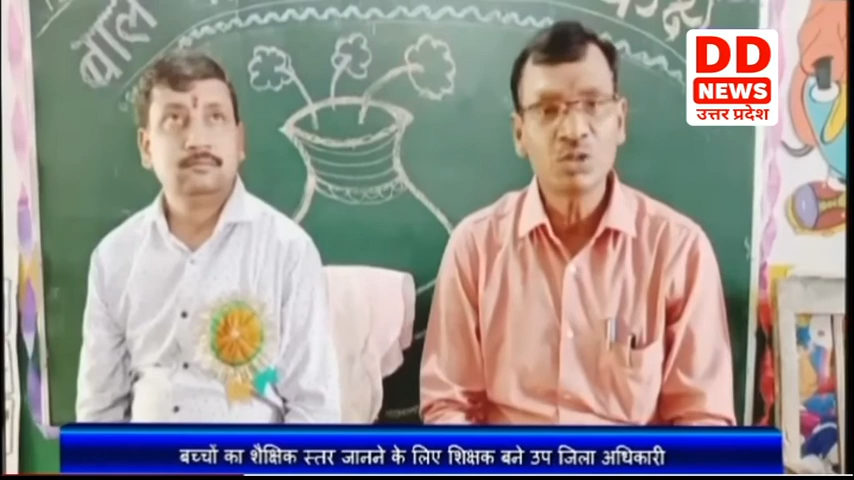 बाल
DD
NEWS
उत्तर प्रदेश
बच्चों का शैक्षिक स्तर जानने के लिए शिक्षक बने उप जिला अधिकारी